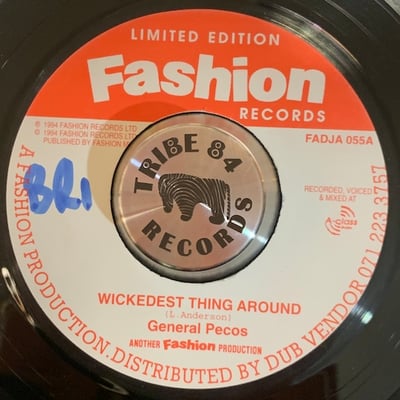 LIMITED EDITION
Fashion
RECORDS
FADJA 055A
℗ 1994 FASHION RECORDS LTD
© 1994 FASHION RECORDS LTD
PUBLISHED BY FASHION
BRI
TRIBE 84
RECORDS
RECORDED, VOICED
& MIXED AT
A-class
WICKEDEST THING AROUND
(L. Anderson)
General Pecos
ANOTHER Fashion PRODUCTION
A FASHION PRODUCTION. DISTRIBUTED BY DUB VENDOR 071 223 3757